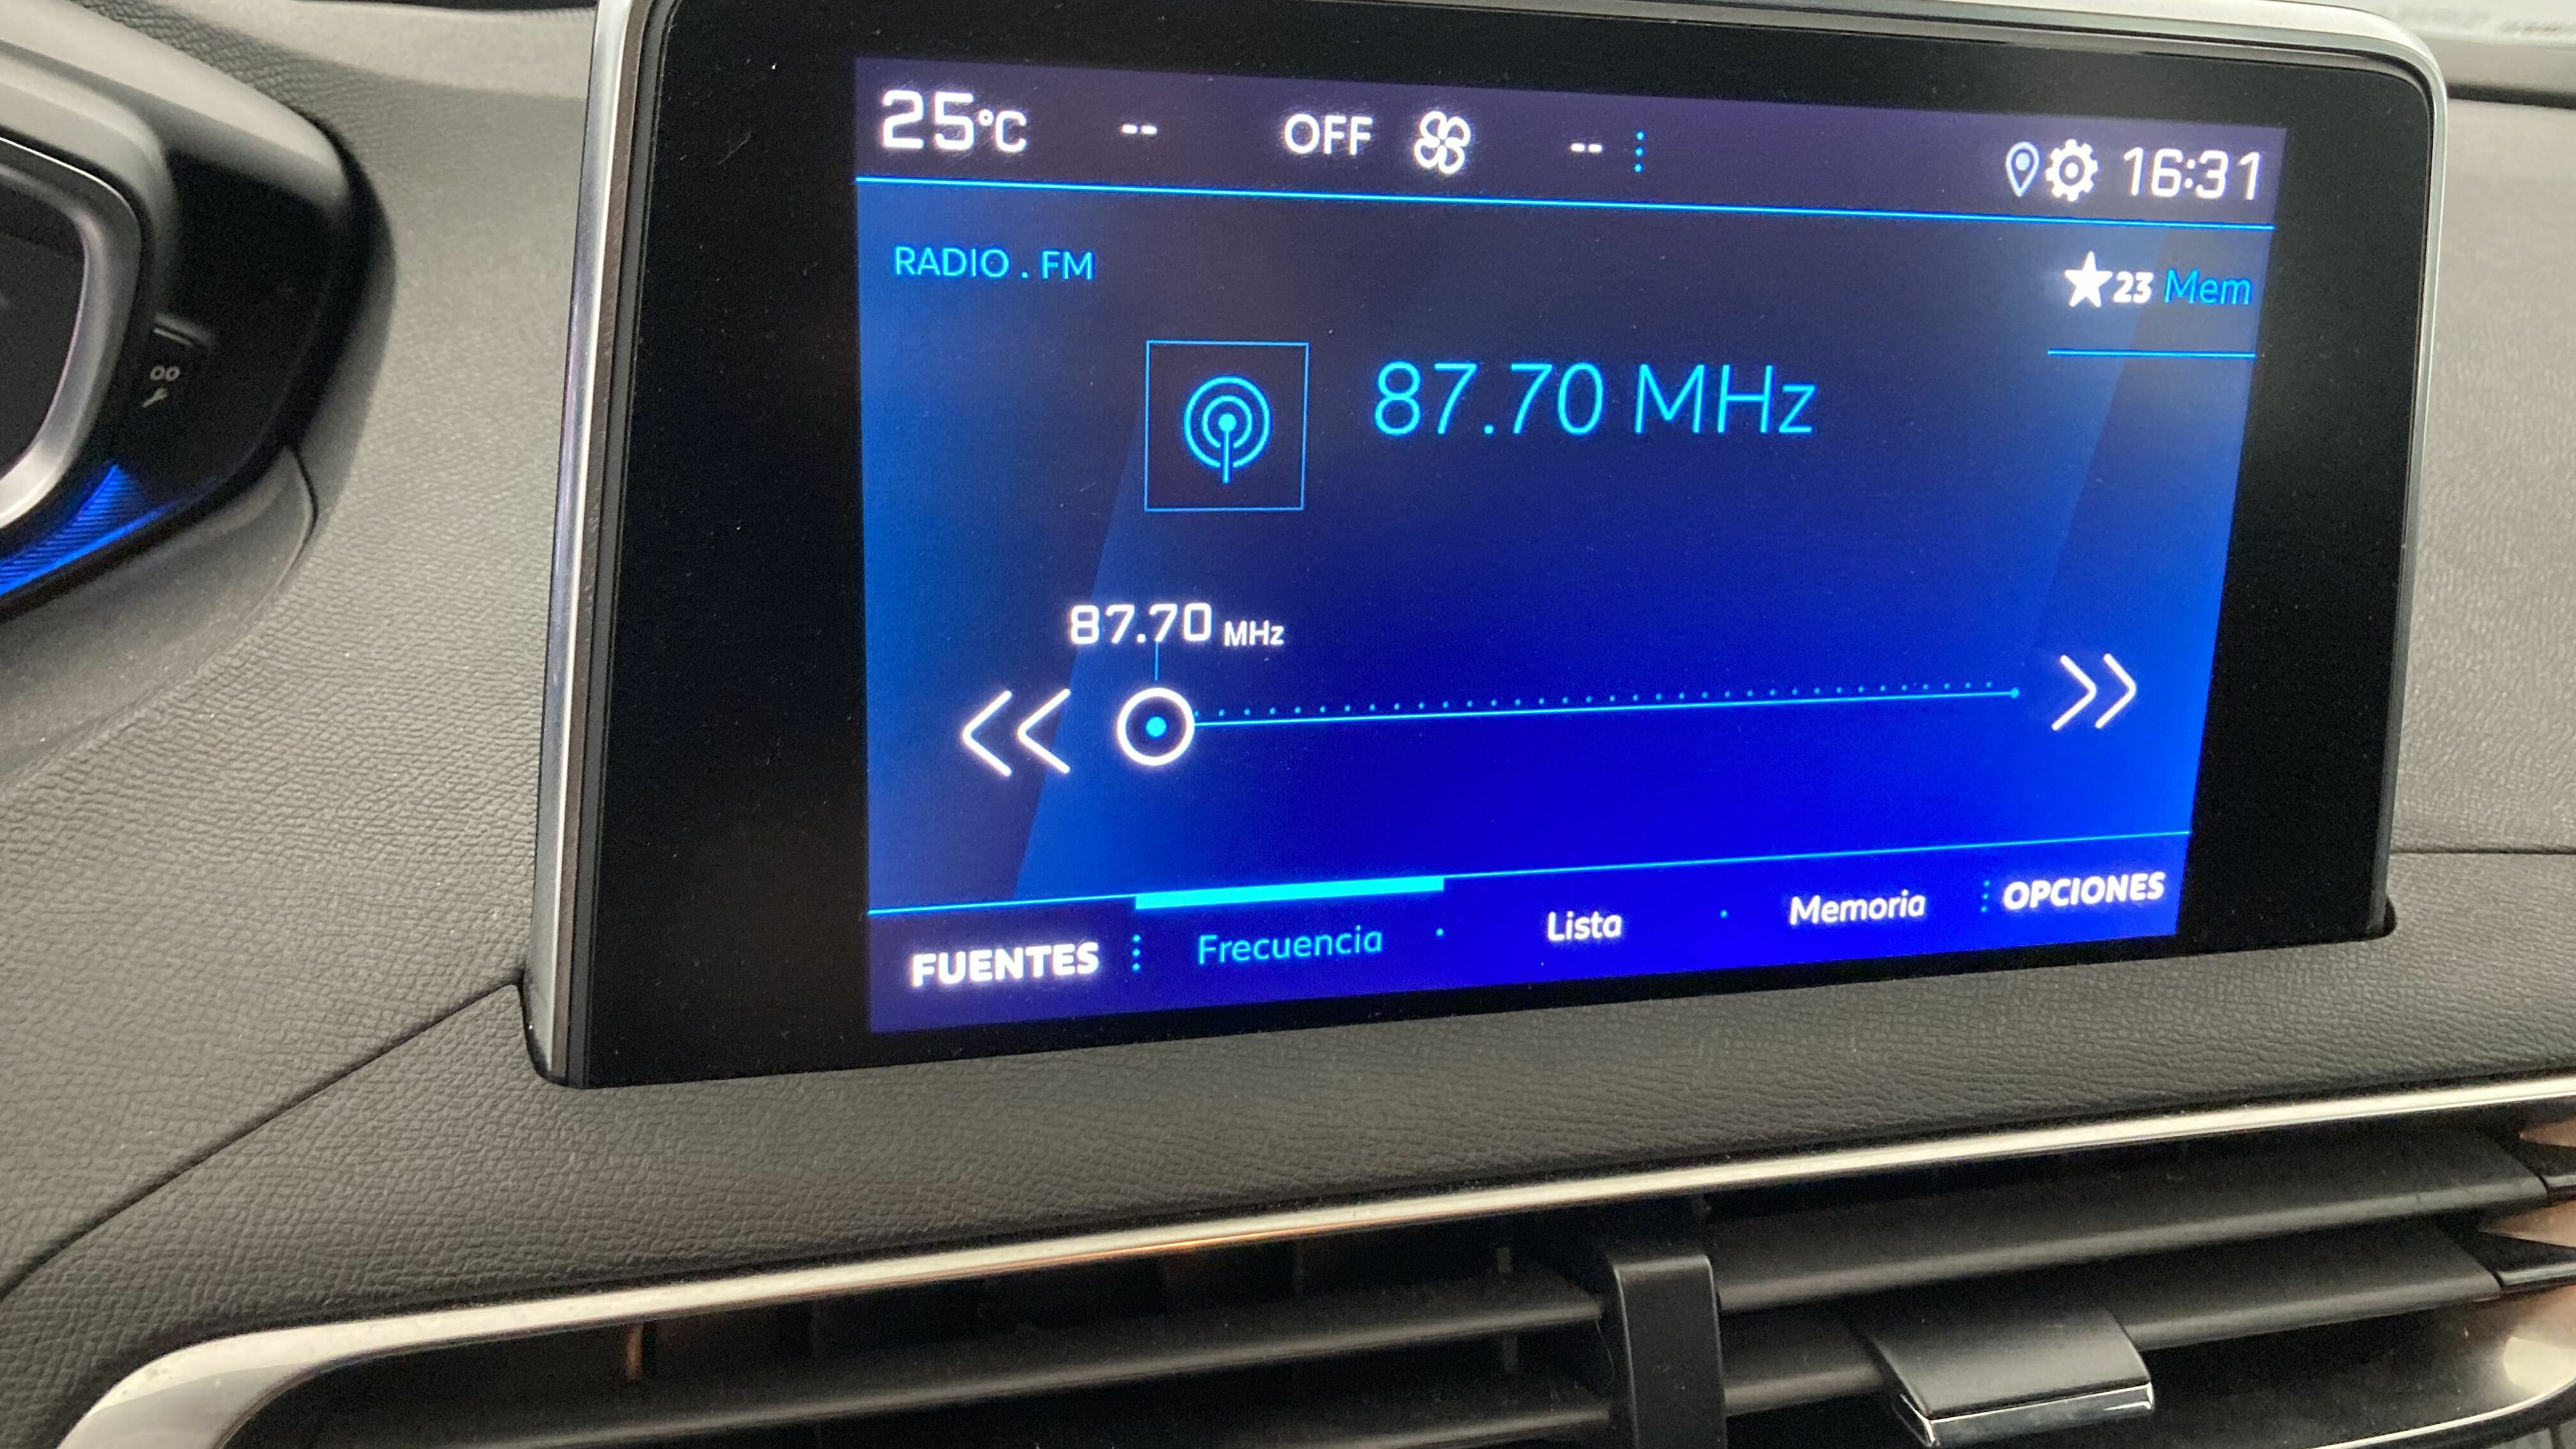 25°C -- OFF -- 16:31
RADIO . FM
23 Mem
87.70 MHz
87.70 MHz
FUENTES Frecuencia Lista Memoria OPCIONES